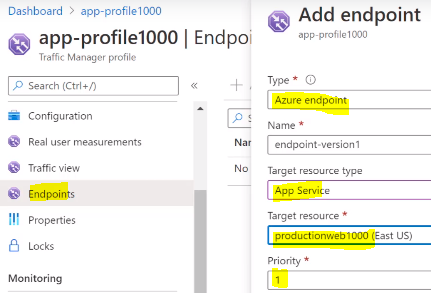 Dashboard > app-profile1000
app-profile1000 | Endpo
Traffic Manager profile
Search (Ctrl+/)
«
Configuration
Real user measurements
Traffic view
Endpoints
Properties
Locks
Monitoring
+ A
S
Na
No
Add endpoint
app-profile1000
Type *
Azure endpoint
Name *
endpoint-version1
Target resource type
App Service
Target resource *
productionweb1000 (East US)
Priority *
1